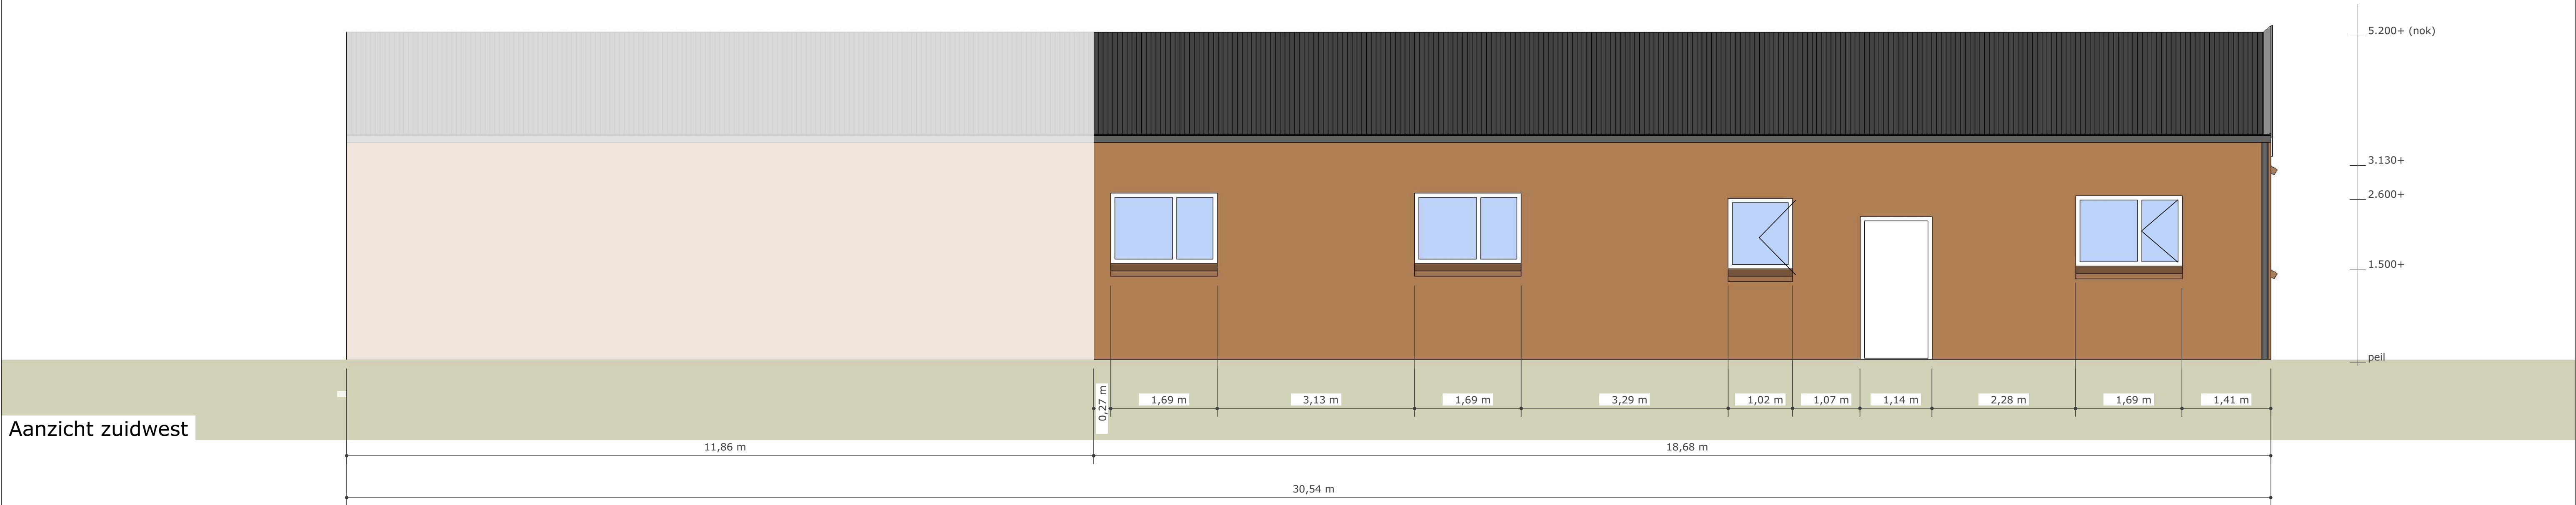 5.200+ (nok)
3.130+
2.600+
1.500+
peil
0,27 m
1,69 m
3,13 m
1,69 m
3,29 m
1,02 m
1,07 m
1,14 m
2,28 m
1,69 m
1,41 m
Aanzicht zuidwest
11,86 m
18,68 m
30,54 m